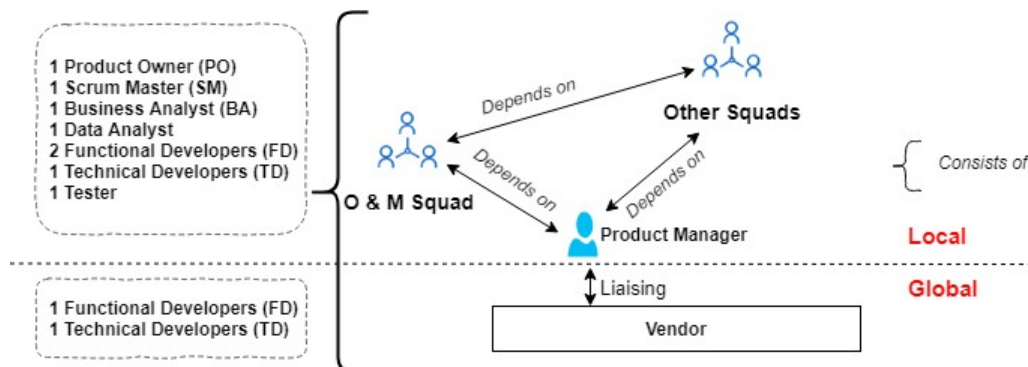 1 Product Owner (PO)
1 Scrum Master (SM)
1 Business Analyst (BA)
1 Data Analyst
2 Functional Developers (FD)
1 Technical Developers (TD)
1 Tester
Depends on
Other Squads
O & M Squad
Depends on
Depends on
Product Manager
Consists of
Local
Global
1 Functional Developers (FD)
1 Technical Developers (TD)
Liaising
Vendor